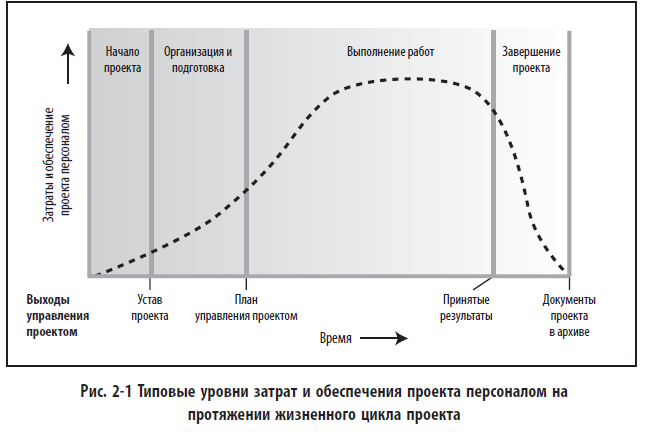 Начало
проекта
Организация и
подготовка
Выполнение работ
Завершение
проекта
Затраты и обеспечение
проекта персоналом
Выходы
управления
проектом
Устав
проекта
План
управления проектом
Принятые
результаты
Документы
проекта
в архиве
Время
Рис. 2-1 Типовые уровни затрат и обеспечения проекта персоналом на
протяжении жизненного цикла проекта